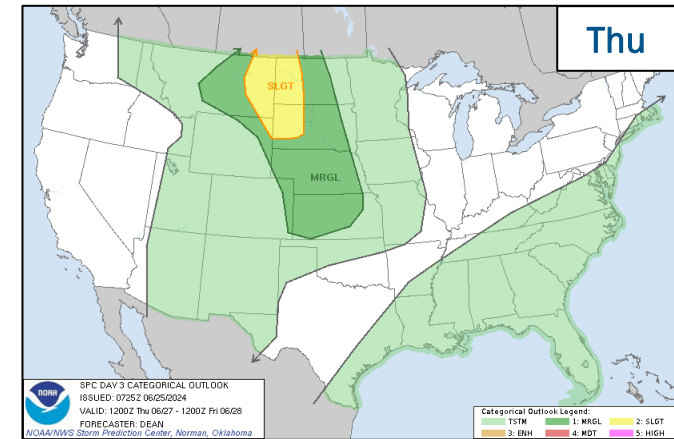 Thu
SLGT
MRGL
NOAA
SPC DAY 3 CATEGORICAL OUTLOOK
ISSUED: 0725Z 06/25/2024
VALID: 1200Z Thu 06/27 - 1200Z Fri 06/28
FORECASTER: DEAN
NOAA/NWS Storm Prediction Center, Norman, Oklahoma
Categorical Outlook Legend:
TSTM 1: MRGL 2: SLGT
3: ENH 4: MDT 5: HIGH